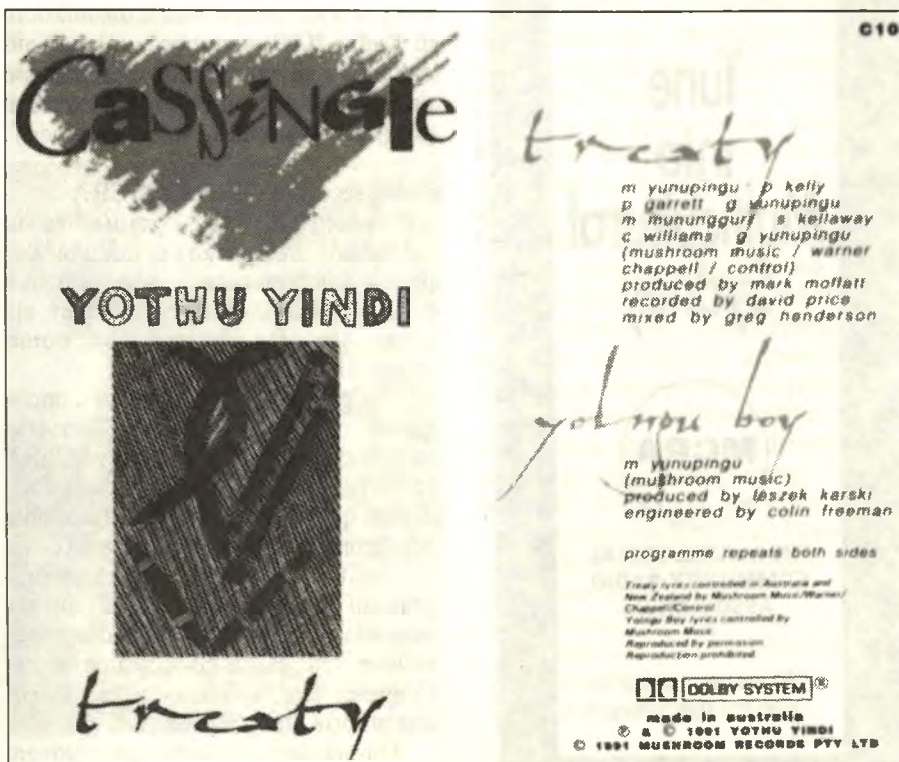 CaSSiNGle
YOTHU YINDI
treaty
C10
treaty
m yunupingu p kelly
p garrett g yunupingu
m mununggurr s kellaway
c williams g yunupingu
(mushroom music / warner
chappell / control)
produced by mark moffatt
recorded by david price
mixed by greg henderson
yolngu boy
m yunupingu
(mushroom music)
produced by leszek karski
engineered by colin freeman
programme repeats both sides
Treaty lyrics controlled in Australia and
New Zealand by Mushroom Music/Warner/
Chappell/Control
Yolngu Boy lyrics controlled by
Mushroom Music
Reproduced by permission
Reproduction prohibited
DOLBY SYSTEM ®
made in australia
℗ & © 1991 YOTHU YINDI
© 1991 MUSHROOM RECORDS PTY LTD